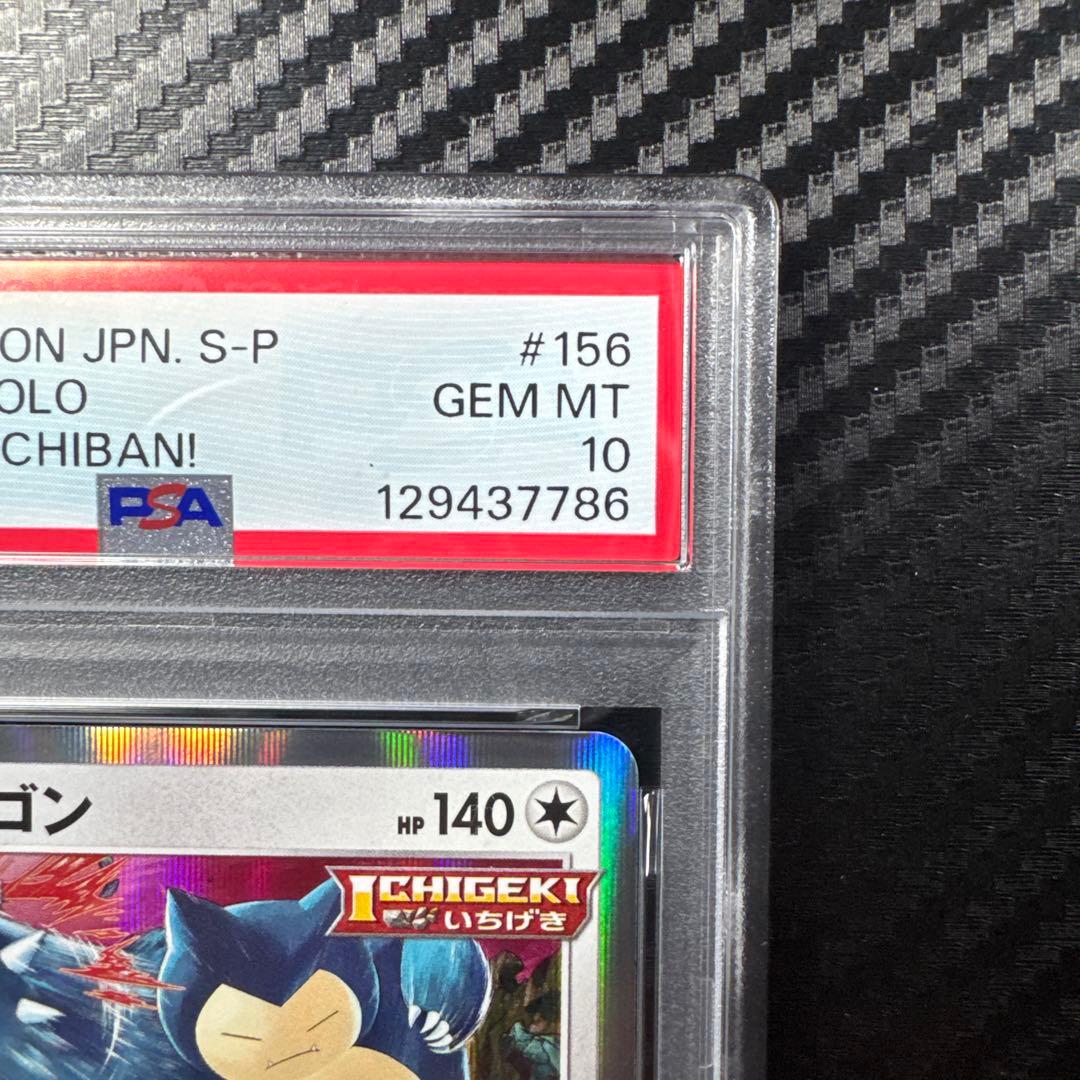 ON JPN. S-P #156
OLO GEM MT
CHIBAN! 10
PSA 129437786
ゴン HP 140
ICHIGEKI
いちげき